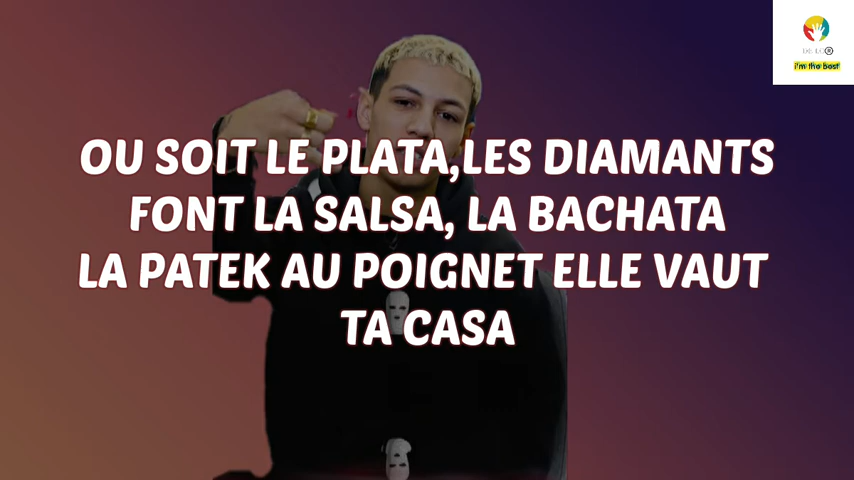 i'm the best
OU SOIT LE PLATA,LES DIAMANTS
FONT LA SALSA, LA BACHATA
LA PATEK AU POIGNET ELLE VAUT
TA CASA